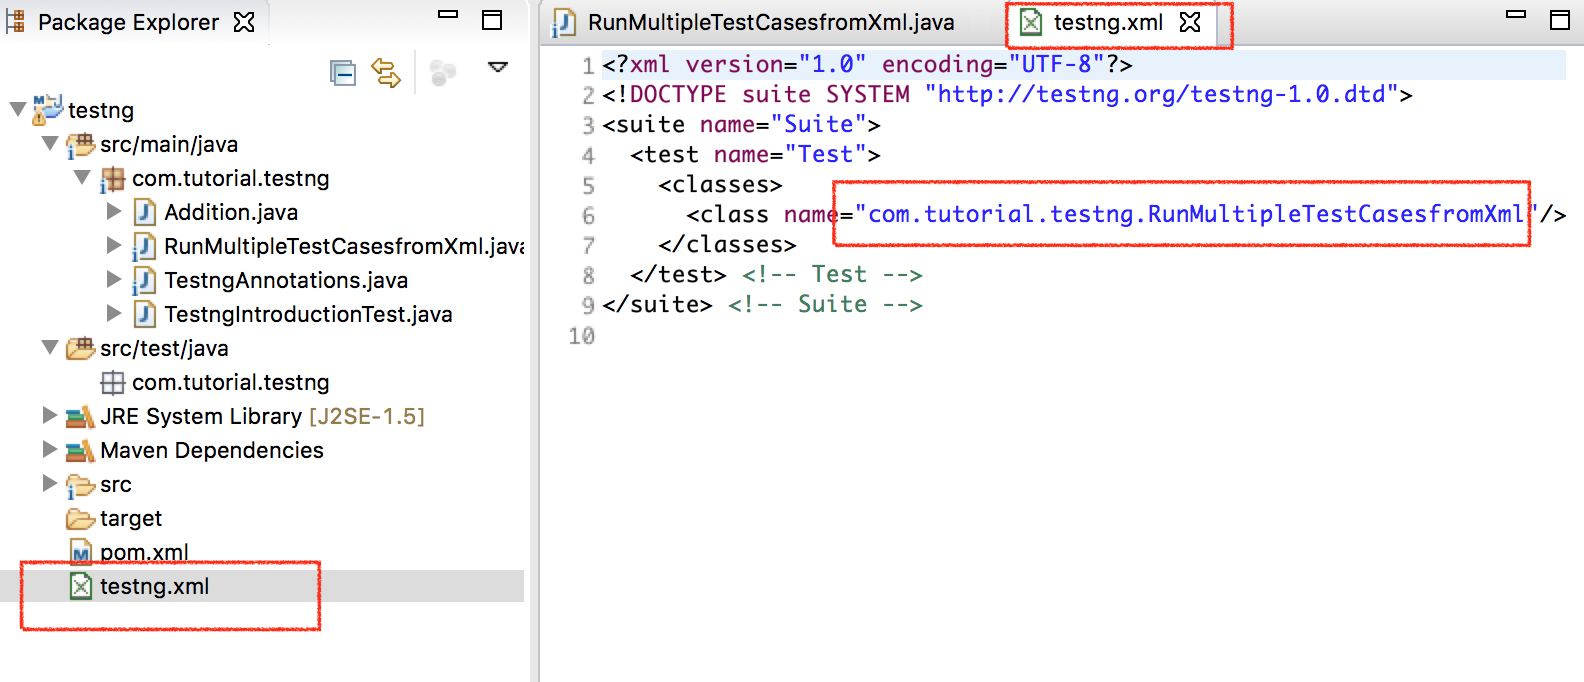 Package Explorer
testng
src/main/java
com.tutorial.testng
Addition.java
RunMultipleTestCasesfromXml.java
TestngAnnotations.java
TestngIntroductionTest.java
src/test/java
com.tutorial.testng
JRE System Library [J2SE-1.5]
Maven Dependencies
src
target
pom.xml
testng.xml
RunMultipleTestCasesfromXml.java testng.xml
1 <?xml version="1.0" encoding="UTF-8"?>
2 <!DOCTYPE suite SYSTEM "http://testng.org/testng-1.0.dtd">
3 <suite name="Suite">
4 <test name="Test">
5 <classes>
6 <class name="com.tutorial.testng.RunMultipleTestCasesfromXml"/>
7 </classes>
8 </test> <!-- Test -->
9 </suite> <!-- Suite -->
10